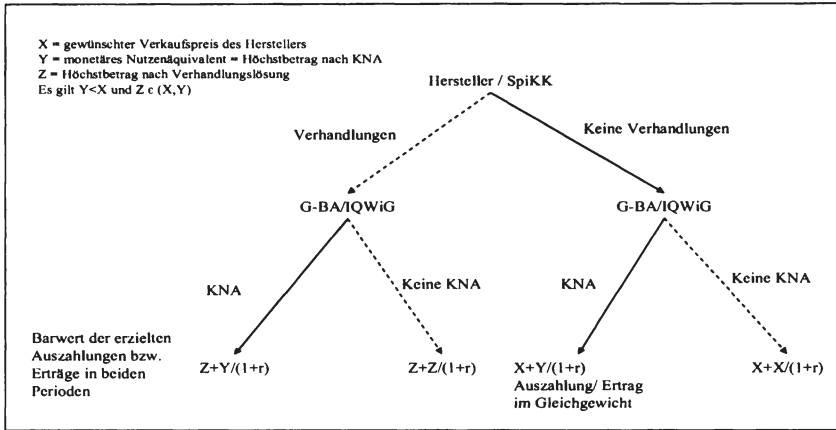 X = gewünschter Verkaufspreis des Herstellers
Y = monetäres Nutzenäquivalent = Höchstbetrag nach KNA
Z = Höchstbetrag nach Verhandlungslösung
Es gilt Y<X und Z є (X,Y)
Hersteller / SpiKK
Verhandlungen
Keine Verhandlungen
G-BA/IQWiG
G-BA/IQWiG
KNA
Keine KNA
KNA
Keine KNA
Barwert der erzielten
Auszahlungen bzw.
Erträge in beiden
Perioden
Z+Y/(1+r)
Z+Z/(1+r)
X+Y/(1+r)
Auszahlung/ Ertrag
im Gleichgewicht
X+X/(1+r)